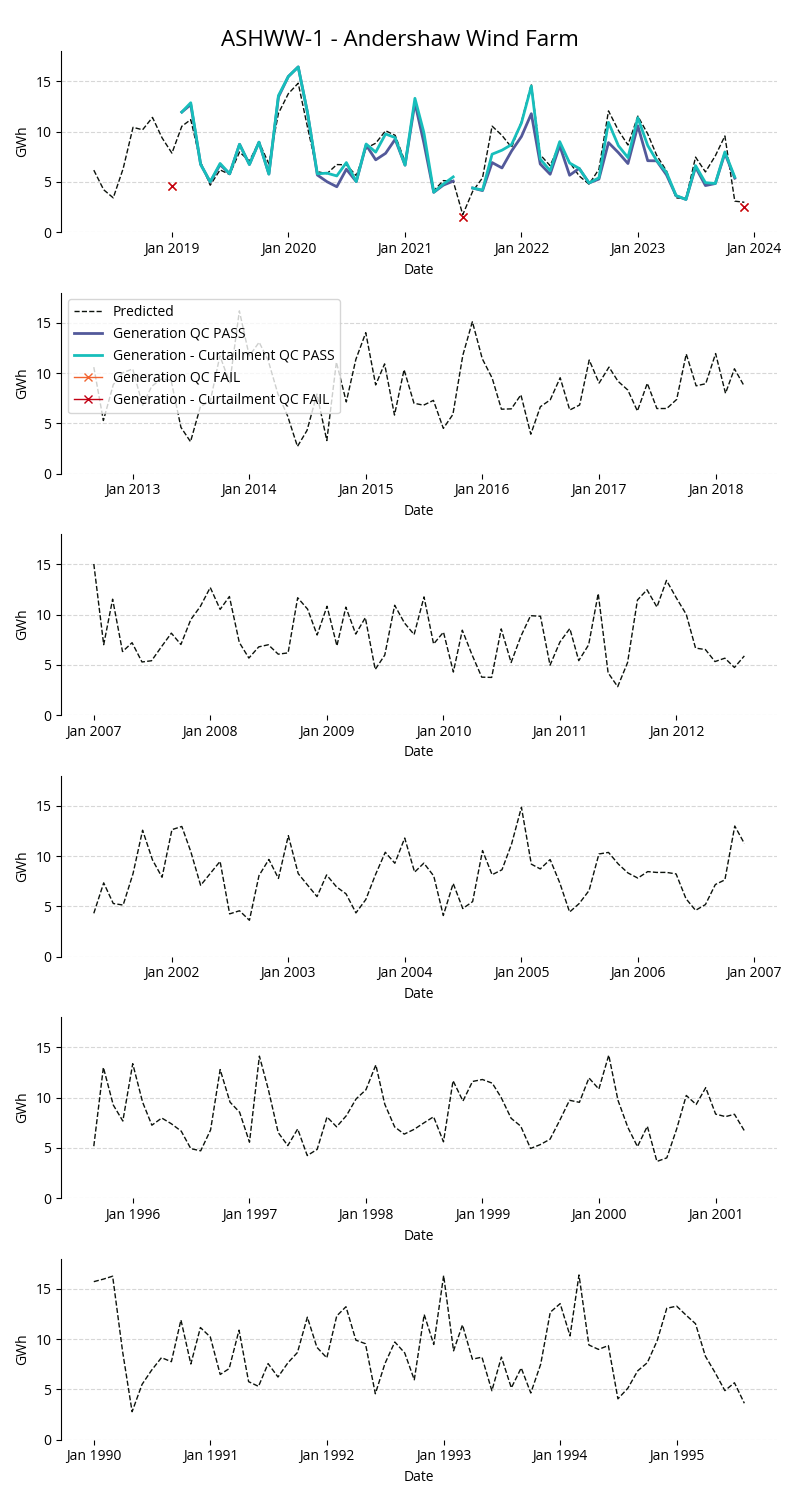 ASHWW-1 - Andershaw Wind Farm
GWh
15
10
5
0
Jan 2019 Jan 2020 Jan 2021 Jan 2022 Jan 2023 Jan 2024
Date
Predicted
Generation QC PASS
Generation - Curtailment QC PASS
Generation QC FAIL
Generation - Curtailment QC FAIL
GWh
15
10
5
0
Jan 2013 Jan 2014 Jan 2015 Jan 2016 Jan 2017 Jan 2018
Date
GWh
15
10
5
0
Jan 2007 Jan 2008 Jan 2009 Jan 2010 Jan 2011 Jan 2012
Date
GWh
15
10
5
0
Jan 2002 Jan 2003 Jan 2004 Jan 2005 Jan 2006 Jan 2007
Date
GWh
15
10
5
0
Jan 1996 Jan 1997 Jan 1998 Jan 1999 Jan 2000 Jan 2001
Date
GWh
15
10
5
0
Jan 1990 Jan 1991 Jan 1992 Jan 1993 Jan 1994 Jan 1995
Date